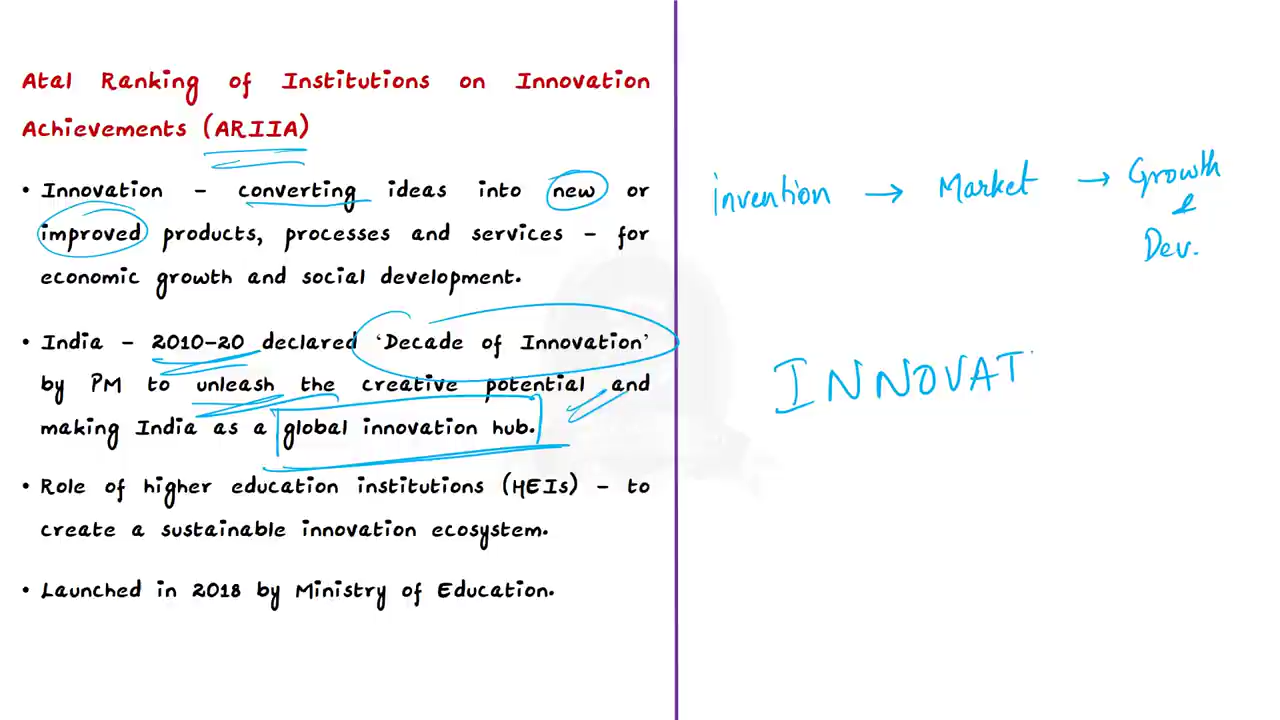 Atal Ranking of Institutions on Innovation
Achievements (ARIIA)
• Innovation - converting ideas into new or
improved products, processes and services - for
economic growth and social development.
• India - 2010-20 declared 'Decade of Innovation'
by PM to unleash the creative potential and
making India as a global innovation hub.
• Role of higher education institutions (HEIs) - to
create a sustainable innovation ecosystem.
• Launched in 2018 by Ministry of Education.
invention → Market → Growth
&
Dev.
INNOVAT